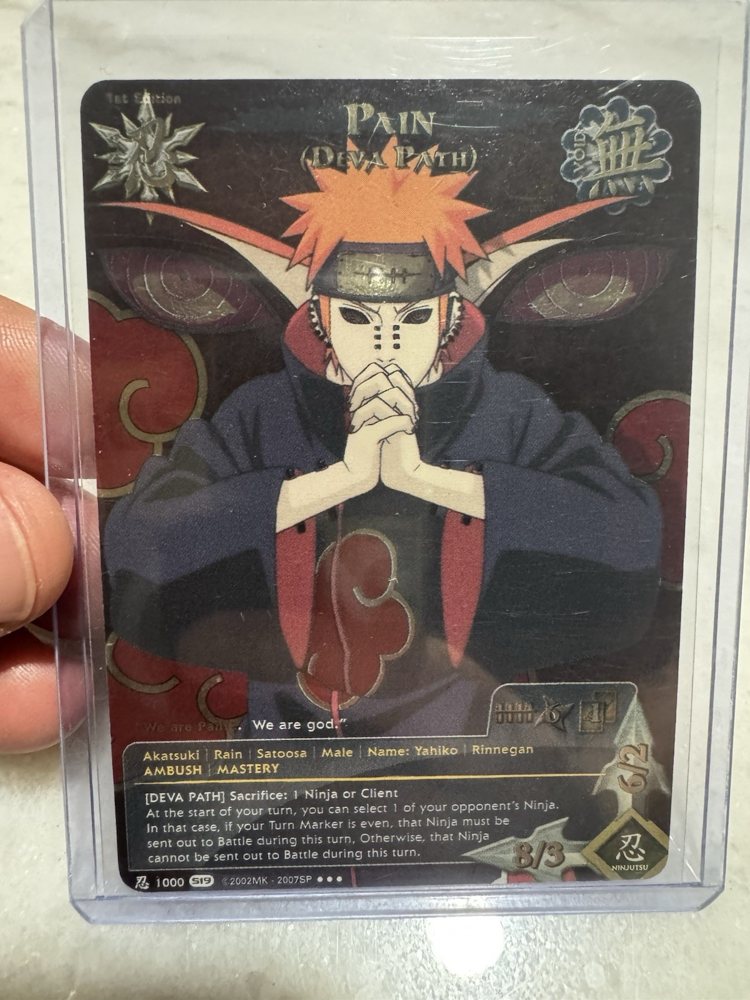 1st Edition
忍
PAIN
(DEVA PATH)
VOID
無
"We are Pain... We are god."
6 1
Akatsuki | Rain | Satoosa | Male | Name: Yahiko | Rinnegan
AMBUSH | MASTERY
[DEVA PATH] Sacrifice: 1 Ninja or Client
At the start of your turn, you can select 1 of your opponent's Ninja.
In that case, if your Turn Marker is even, that Ninja must be
sent out to Battle during this turn, Otherwise, that Ninja
cannot be sent out to Battle during this turn.
6/2
8/3
忍
NINJUTSU
忍 1000 S19 ©2002MK - 2007SP